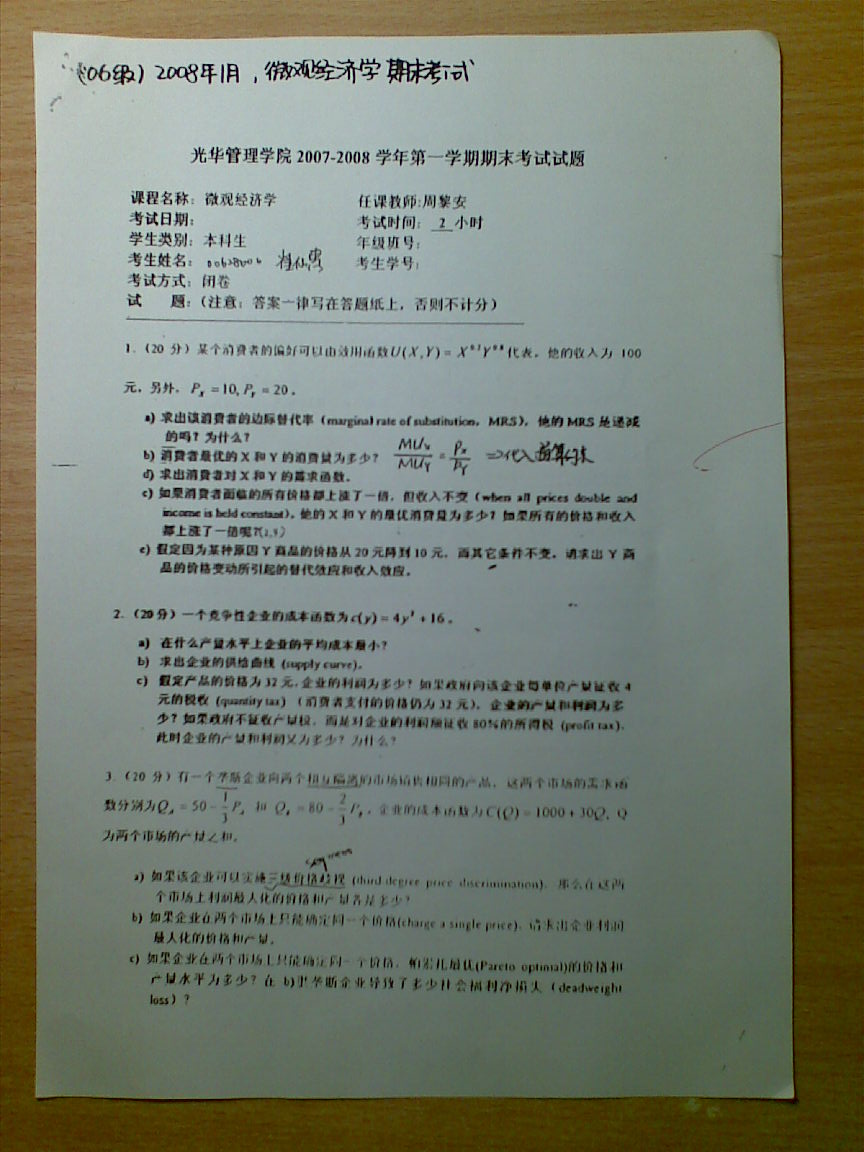 (06级) 2008年1月，微观经济学 期末考试
光华管理学院 2007-2008 学年第一学期期末考试试题
课程名称：微观经济学 任课教师:周黎安
考试日期： 考试时间： 2 小时
学生类别：本科生 年级班号：
考生姓名： 考生学号：
考试方式：闭卷
试 题：（注意：答案一律写在答题纸上，否则不计分）
1.（20 分）某个消费者的偏好可以由效用函数U(X,Y) = 代表。他的收入为 100
元。另外，P_X = 10, P_Y = 20。
a) 求出该消费者的边际替代率（marginal rate of substitution，MRS），他的 MRS 是递减
的吗？为什么？
b) 消费者最优的 X 和 Y 的消费量为多少？ MU_X/MU_Y = P_X/P_Y ⇒代入
d) 求出消费者对 X 和 Y 的需求函数。
c) 如果消费者面临的所有价格都上涨了一倍，但收入不变（when all prices double and
income is held constant），他的 X 和 Y 的最优消费量为多少？如果所有的价格和收入
都上涨了一倍呢？
e) 假定因为某种原因 Y 商品的价格从 20 元降到 10 元，而其它条件不变。请求出 Y 商
品的价格变动所引起的替代效应和收入效应。
2.（20 分）一个竞争性企业的成本函数为 c(y) = 4y² + 16。
a) 在什么产量水平上企业的平均成本最小？
b) 求出企业的供给曲线 (supply curve)。
c) 假定产品的价格为 32 元，企业的利润为多少？如果政府向该企业每单位产量征收 4
元的税收 (quantity tax)（消费者支付的价格仍为 32 元），企业的产量和利润为多
少？如果政府不征收产量税，而是对企业的利润额征收 80%的所得税 (profit tax)，
此时企业的产量和利润又为多少？为什么？
3.（20 分）有一个垄断企业向两个相互隔离的市场销售相同的产品，这两个市场的需求函
数分别为Q_A = 50 - 1/3 P_A 和 Q_B = 80 - 2/3 P_B，企业的成本函数为 C(Q) = 1000 + 30Q，Q
为两个市场的产量之和。
a) 如果该企业可以实施三级价格歧视 (third degree price discrimination)，那么在这两
个市场上利润最大化的价格和产量各是多少？
b) 如果企业在两个市场上只能确定同一个价格(charge a single price)，请求出企业利润
最大化的价格和产量。
c) 如果企业在两个市场上只能确定同一个价格，帕累托最优(Pareto optimal)的价格和
产量水平为多少？在 b)里垄断企业导致了多少社会福利净损失（deadweight
loss）？